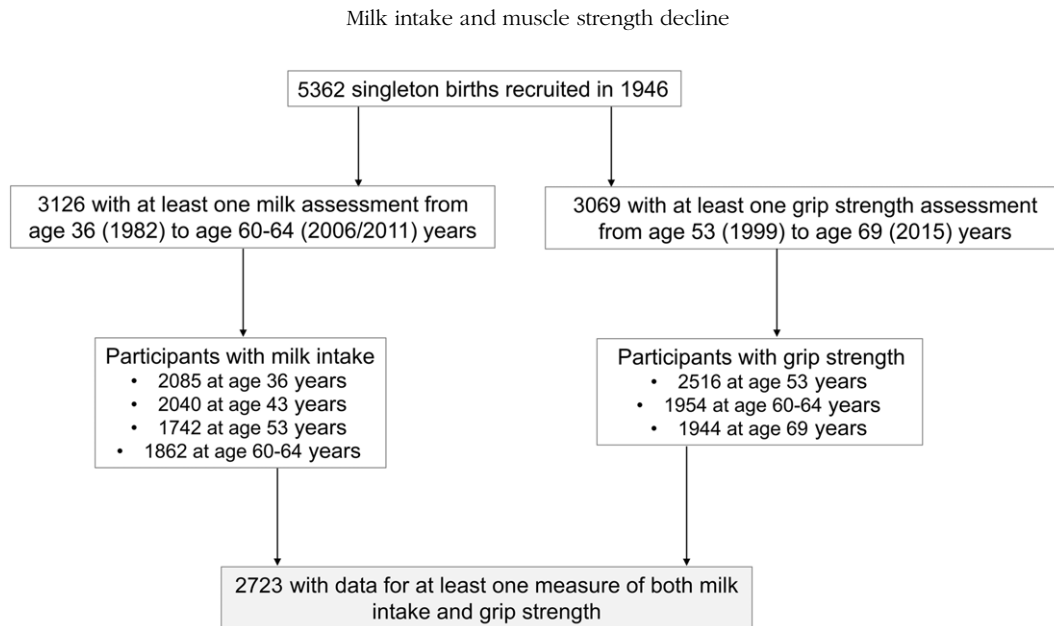 Milk intake and muscle strength decline
5362 singleton births recruited in 1946
3126 with at least one milk assessment from
age 36 (1982) to age 60-64 (2006/2011) years
3069 with at least one grip strength assessment
from age 53 (1999) to age 69 (2015) years
Participants with milk intake
• 2085 at age 36 years
• 2040 at age 43 years
• 1742 at age 53 years
• 1862 at age 60-64 years
Participants with grip strength
• 2516 at age 53 years
• 1954 at age 60-64 years
• 1944 at age 69 years
2723 with data for at least one measure of both milk
intake and grip strength